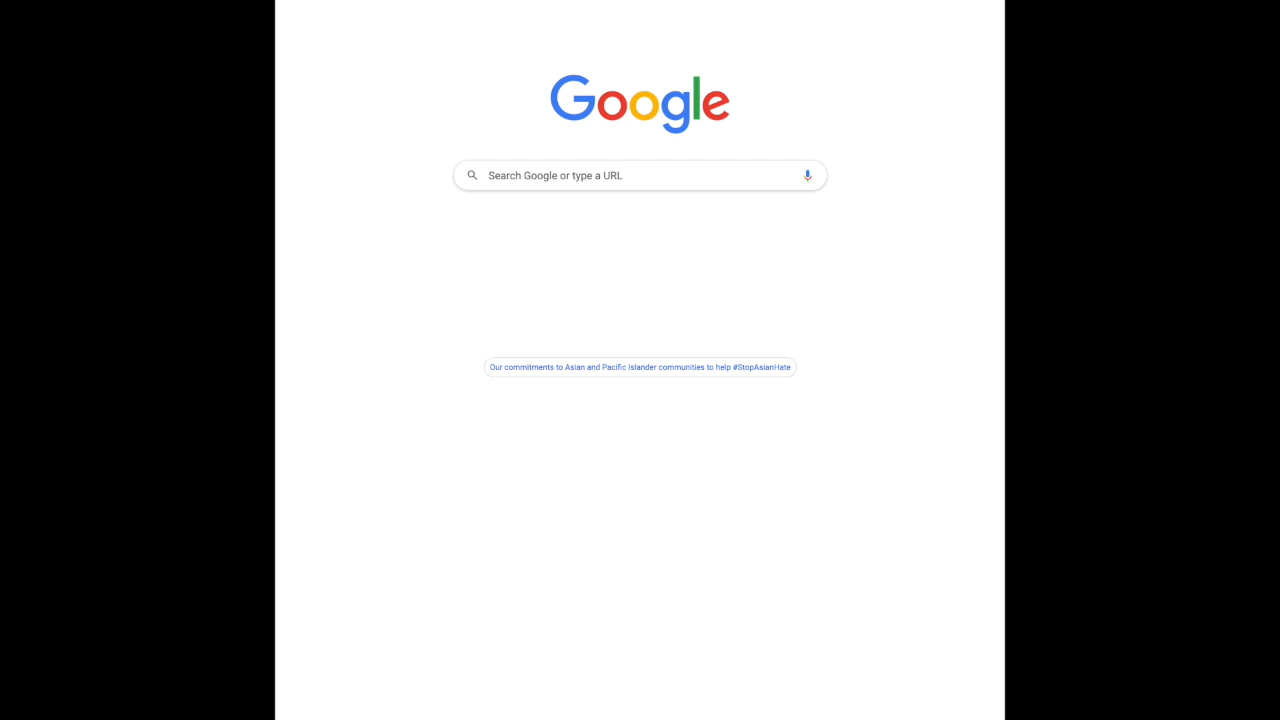 Google
Search Google or type a URL
Our commitments to Asian and Pacific Islander communities to help #StopAsianHate